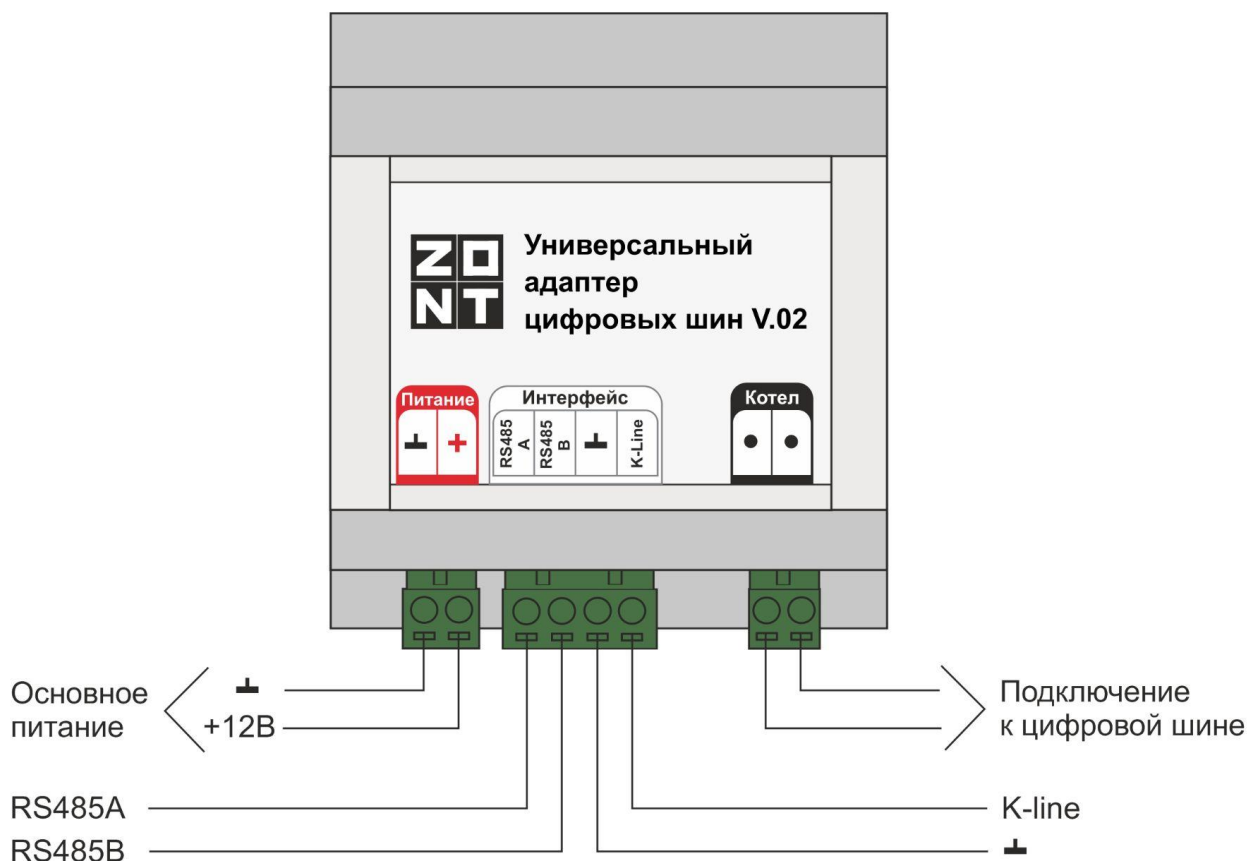 ZONT
Универсальный
адаптер
цифровых шин V.02
Питание
+
Интерфейс
RS485
A
RS485
B
K-Line
Котел
Основное
питание
+12В
Подключение
к цифровой шине
RS485A
RS485B
K-line